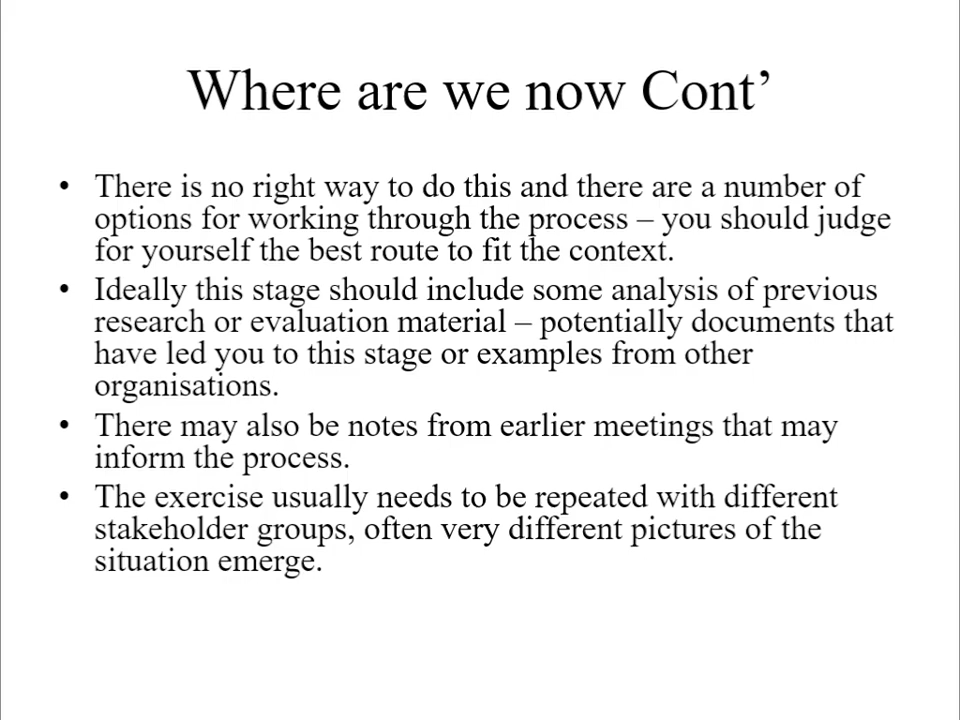 Where are we now Cont’
• There is no right way to do this and there are a number of
options for working through the process – you should judge
for yourself the best route to fit the context.
• Ideally this stage should include some analysis of previous
research or evaluation material – potentially documents that
have led you to this stage or examples from other
organisations.
• There may also be notes from earlier meetings that may
inform the process.
• The exercise usually needs to be repeated with different
stakeholder groups, often very different pictures of the
situation emerge.